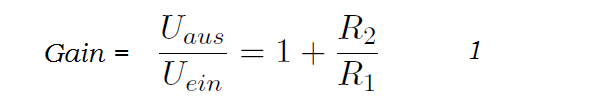 Gain = U_aus / U_ein = 1 + R_2 / R_1 1